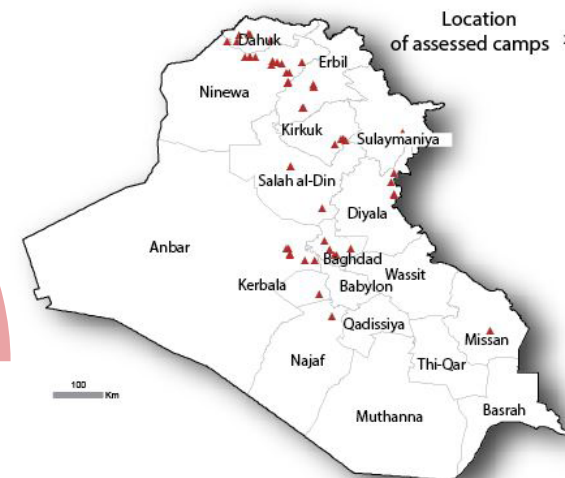 Location
of assessed camps
Dahuk
Erbil
Ninewa
Kirkuk
Sulaymaniya
Salah al-Din
Diyala
Anbar
Baghdad
Wassit
Kerbala
Babylon
Qadissiya
Missan
Najaf
Thi-Qar
Basrah
Muthanna
100
Km